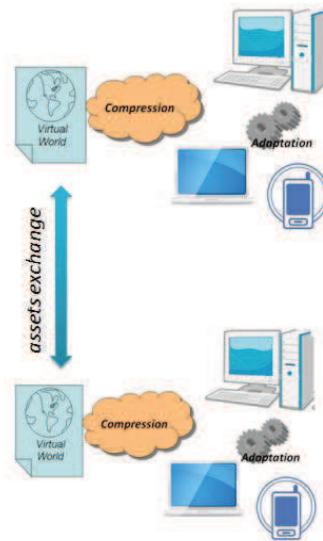 Compression
Virtual
World
Adaptation
assets exchange
Compression
Virtual
World
Adaptation